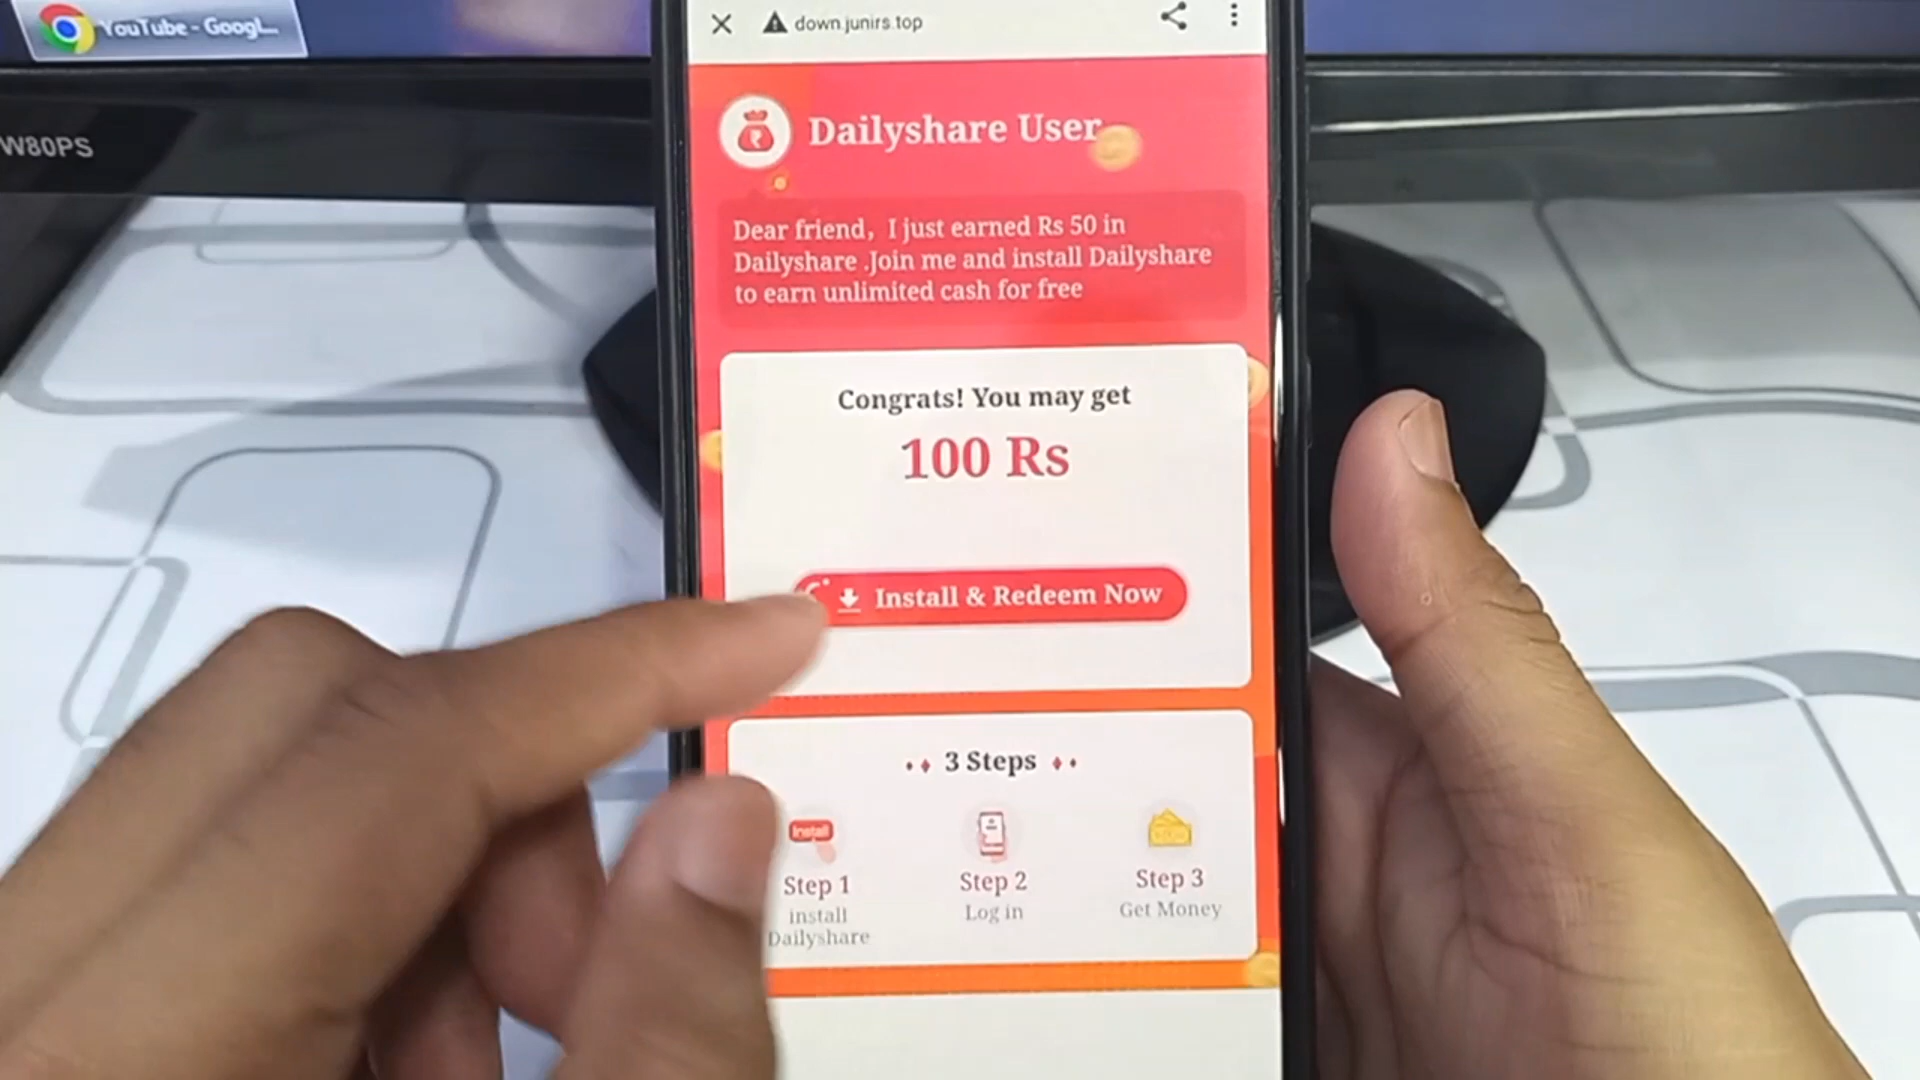 YouTube - Googl...
W80PS
down.junirs.top
Dailyshare User
Dear friend, I just earned Rs 50 in
Dailyshare .Join me and install Dailyshare
to earn unlimited cash for free
Congrats! You may get
100 Rs
Install & Redeem Now
3 Steps
Install
Step 1
install
Dailyshare
Step 2
Log in
Step 3
Get Money